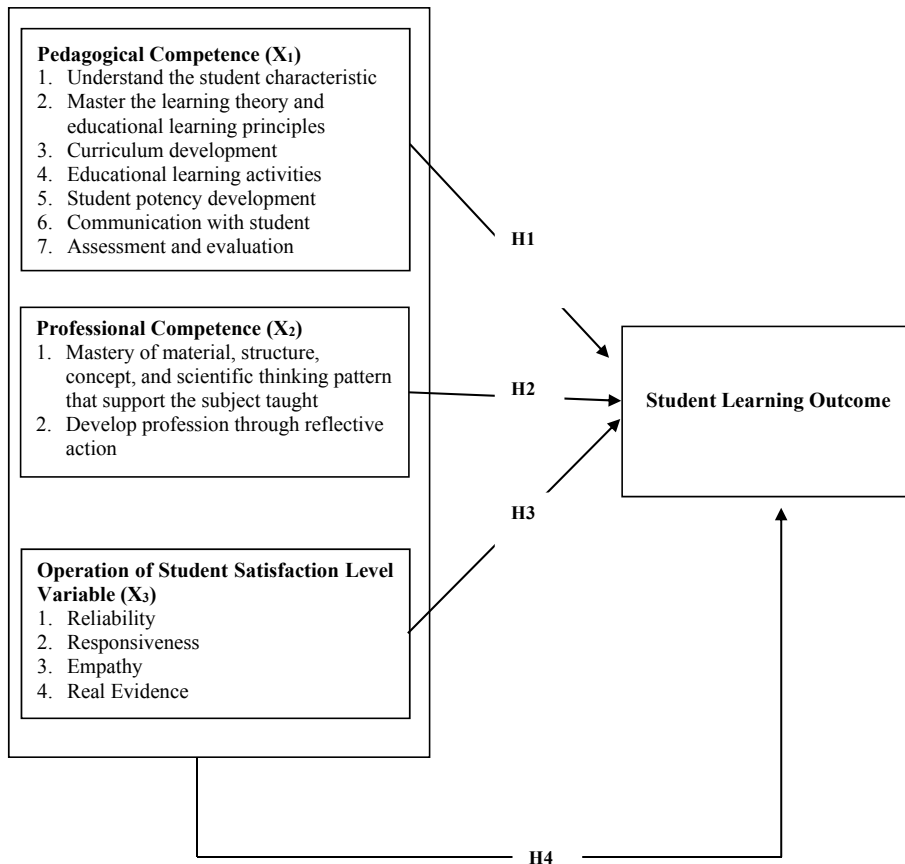 Pedagogical Competence (X₁)
1. Understand the student characteristic
2. Master the learning theory and
educational learning principles
3. Curriculum development
4. Educational learning activities
5. Student potency development
6. Communication with student
7. Assessment and evaluation
H1
Professional Competence (X₂)
1. Mastery of material, structure,
concept, and scientific thinking pattern
that support the subject taught
2. Develop profession through reflective
action
H2
Student Learning Outcome
H3
Operation of Student Satisfaction Level
Variable (X₃)
1. Reliability
2. Responsiveness
3. Empathy
4. Real Evidence
H4